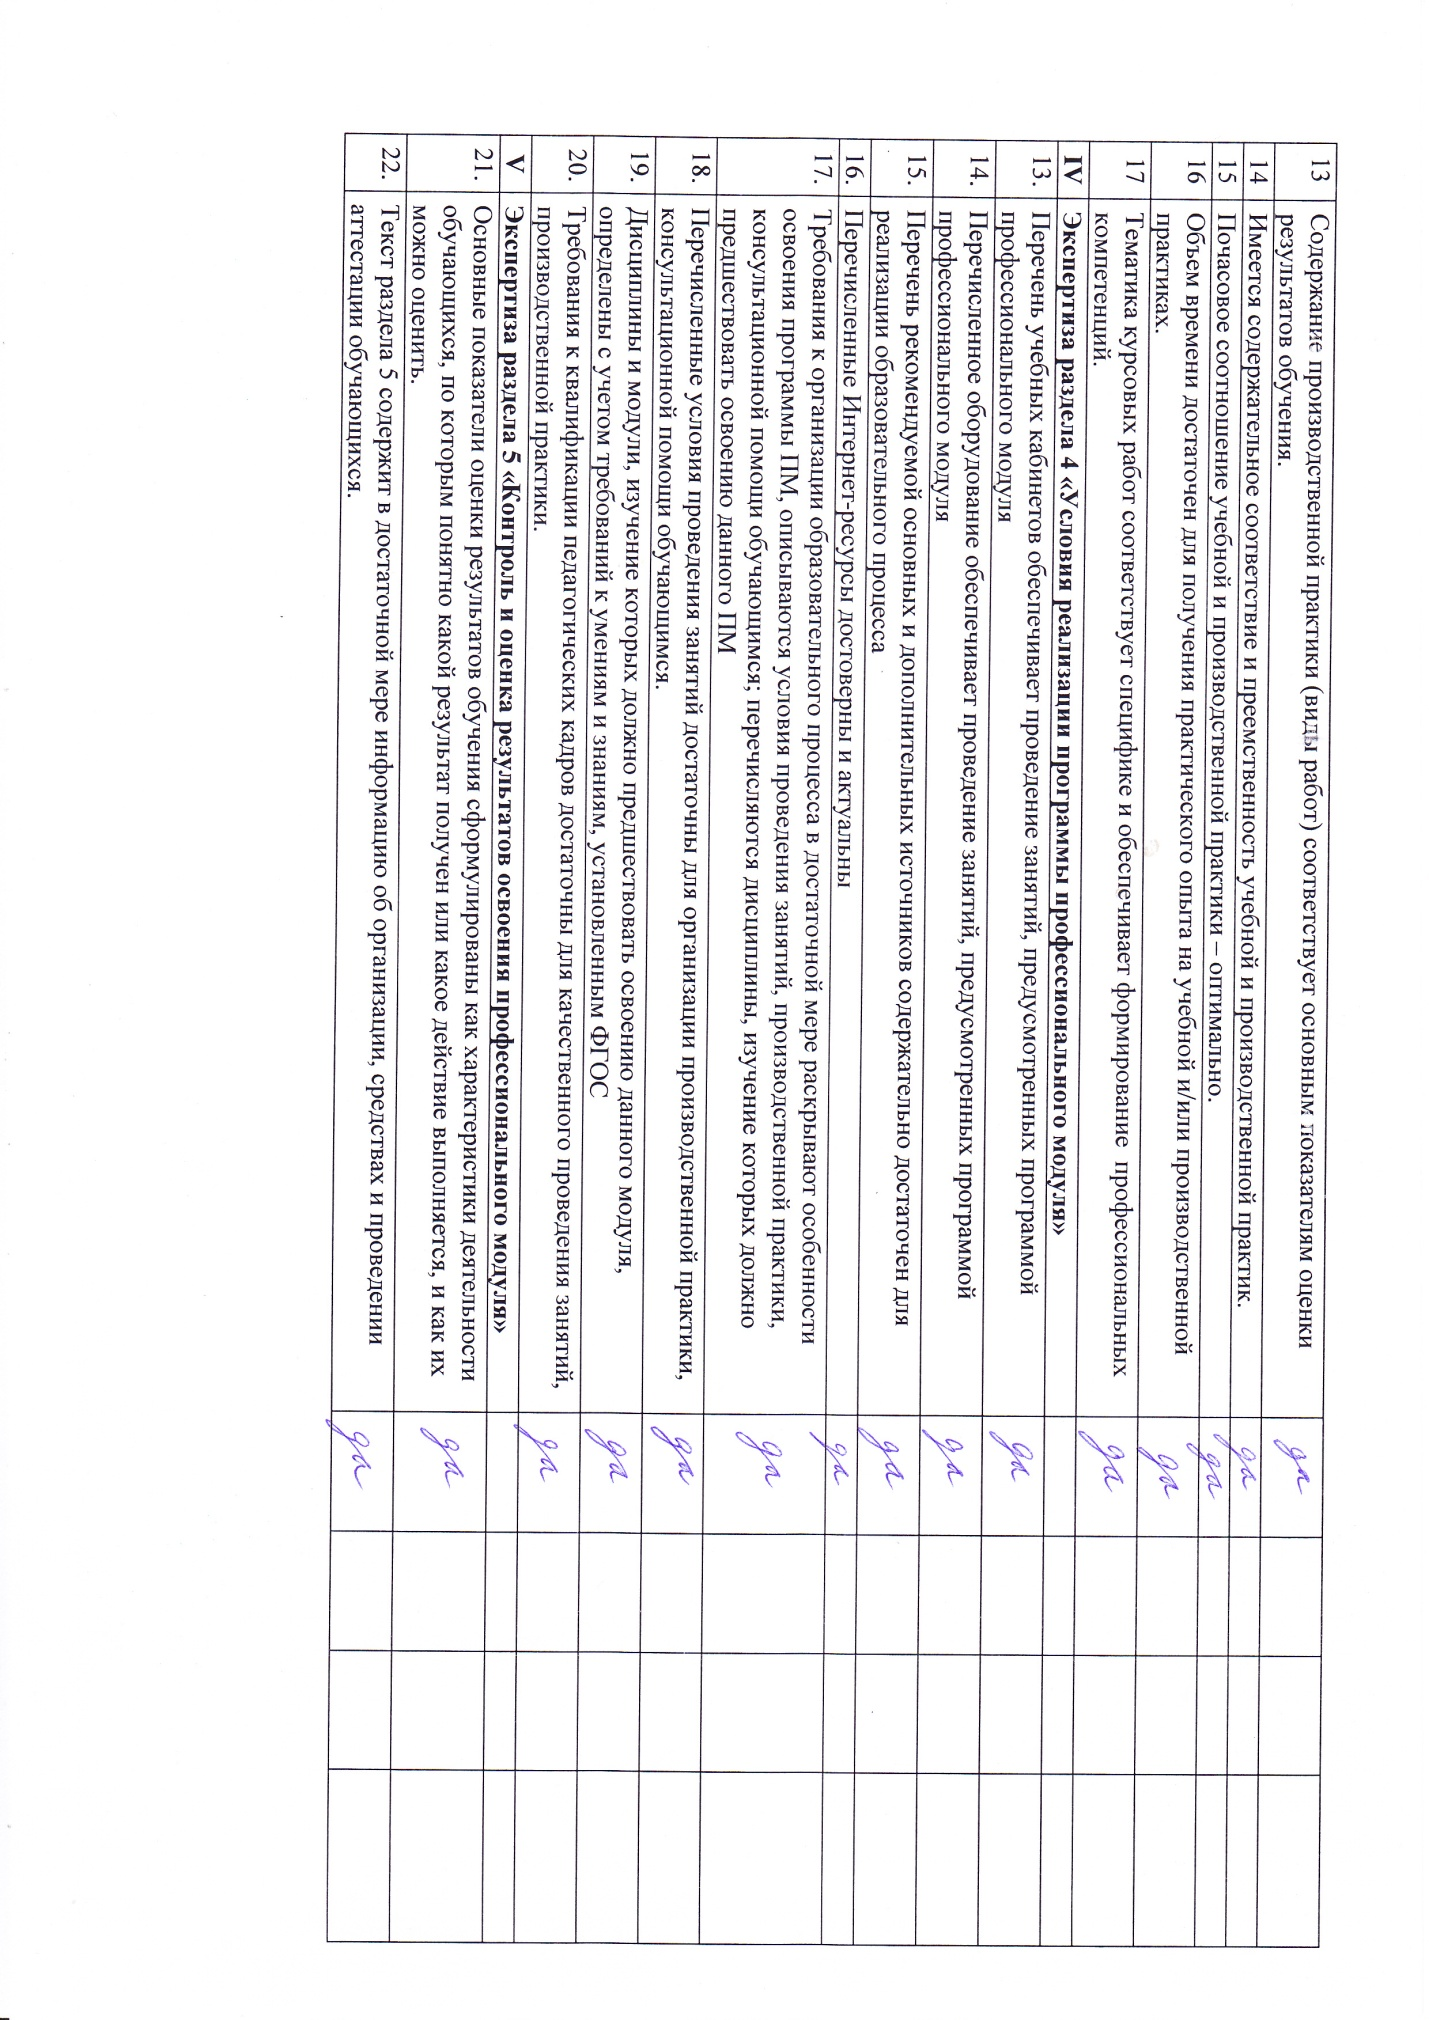 13 Содержание производственной практики (виды работ) соответствует основным показателям оценки
результатов обучения. да
14 Имеется содержательное соответствие и преемственность учебной и производственной практик. да
15 Почасовое соотношение учебной и производственной практики – оптимально. да
16 Объем времени достаточен для получения практического опыта на учебной и/или производственной
практиках. да
17 Тематика курсовых работ соответствует специфике и обеспечивает формирование профессиональных
компетенций. да
IV Экспертиза раздела 4 «Условия реализации программы профессионального модуля»
13. Перечень учебных кабинетов обеспечивает проведение занятий, предусмотренных программой
профессионального модуля да
14. Перечисленное оборудование обеспечивает проведение занятий, предусмотренных программой
профессионального модуля да
15. Перечень рекомендуемой основных и дополнительных источников содержательно достаточен для
реализации образовательного процесса да
16. Перечисленные Интернет-ресурсы достоверны и актуальны да
17. Требования к организации образовательного процесса в достаточной мере раскрывают особенности
освоения программы ПМ, описываются условия проведения занятий, производственной практики,
консультационной помощи обучающимся; перечисляются дисциплины, изучение которых должно
предшествовать освоению данного ПМ да
18. Перечисленные условия проведения занятий достаточны для организации производственной практики,
консультационной помощи обучающимся. да
19. Дисциплины и модули, изучение которых должно предшествовать освоению данного модуля,
определены с учетом требований к умениям и знаниям, установленным ФГОС да
20. Требования к квалификации педагогических кадров достаточны для качественного проведения занятий,
производственной практики. да
V Экспертиза раздела 5 «Контроль и оценка результатов освоения профессионального модуля»
21. Основные показатели оценки результатов обучения сформулированы как характеристики деятельности
обучающихся, по которым понятно какой результат получен или какое действие выполняется, и как их
можно оценить. да
22. Текст раздела 5 содержит в достаточной мере информацию об организации, средствах и проведении
аттестации обучающихся. да